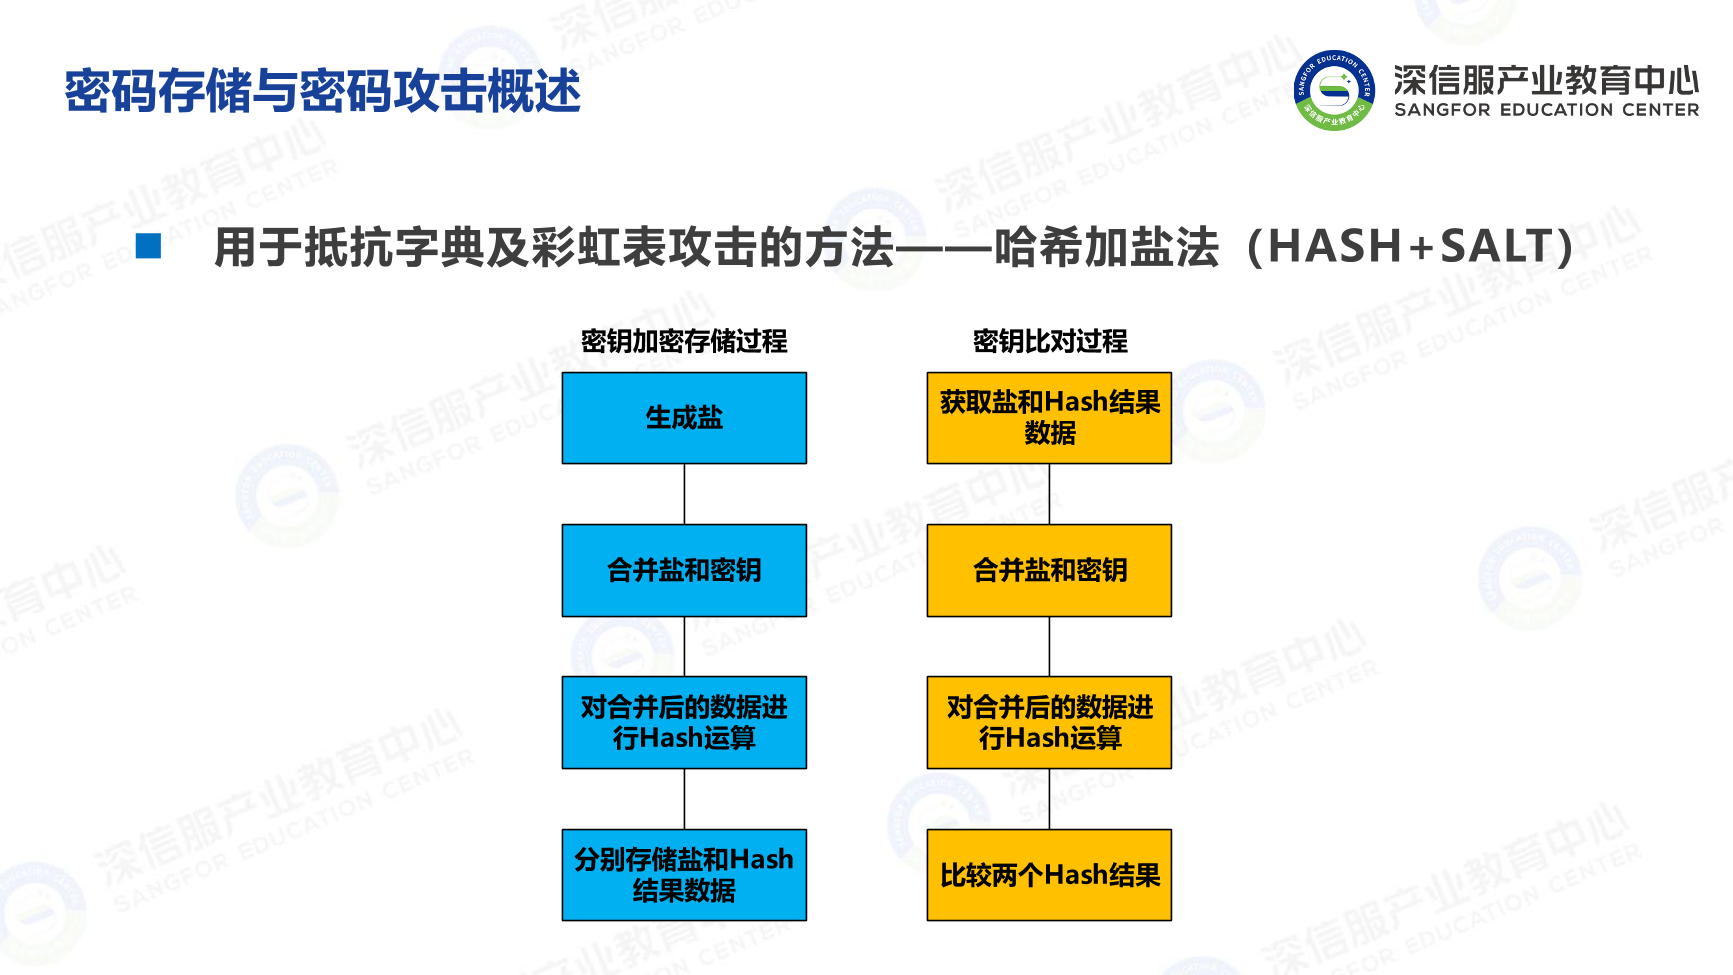 密码存储与密码攻击概述
深信服产业教育中心
SANGFOR EDUCATION CENTER
用于抵抗字典及彩虹表攻击的方法——哈希加盐法（HASH+SALT）
密钥加密存储过程
生成盐
合并盐和密钥
对合并后的数据进
行Hash运算
分别存储盐和Hash
结果数据
密钥比对过程
获取盐和Hash结果
数据
合并盐和密钥
对合并后的数据进
行Hash运算
比较两个Hash结果